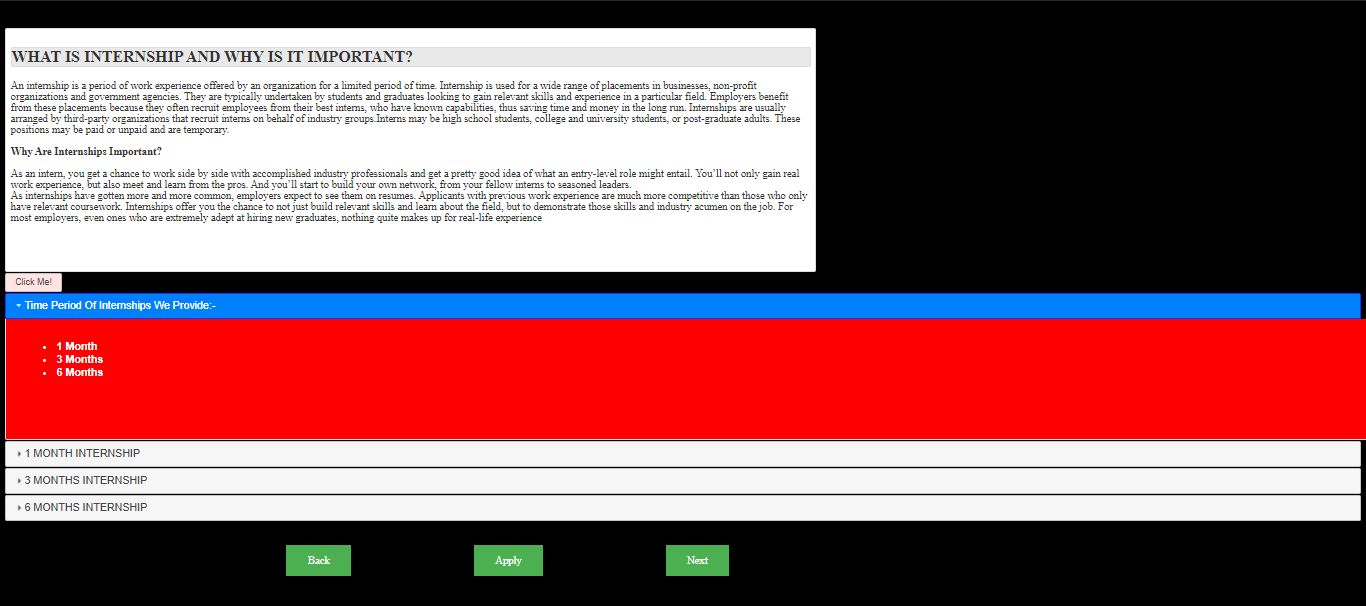 WHAT IS INTERNSHIP AND WHY IS IT IMPORTANT?
An internship is a period of work experience offered by an organization for a limited period of time. Internship is used for a wide range of placements in businesses, non-profit
organizations and government agencies. They are typically undertaken by students and graduates looking to gain relevant skills and experience in a particular field. Employers benefit
from these placements because they often recruit employees from their best interns, who have known capabilities, thus saving time and money in the long run. Internships are usually
arranged by third-party organizations that recruit interns on behalf of industry groups.Interns may be high school students, college and university students, or post-graduate adults. These
positions may be paid or unpaid and are temporary.
Why Are Internships Important?
As an intern, you get a chance to work side by side with accomplished industry professionals and get a pretty good idea of what an entry-level role might entail. You’ll not only gain real
work experience, but also meet and learn from the pros. And you’ll start to build your own network, from your fellow interns to seasoned leaders.
As internships have gotten more and more common, employers expect to see them on resumes. Applicants with previous work experience are much more competitive than those who only
have relevant coursework. Internships offer you the chance to not just build relevant skills and learn about the field, but to demonstrate those skills and industry acumen on the job. For
most employers, even ones who are extremely adept at hiring new graduates, nothing quite makes up for real-life experience
Click Me!
Time Period Of Internships We Provide:-
• 1 Month
• 3 Months
• 6 Months
1 MONTH INTERNSHIP
3 MONTHS INTERNSHIP
6 MONTHS INTERNSHIP
Back
Apply
Next